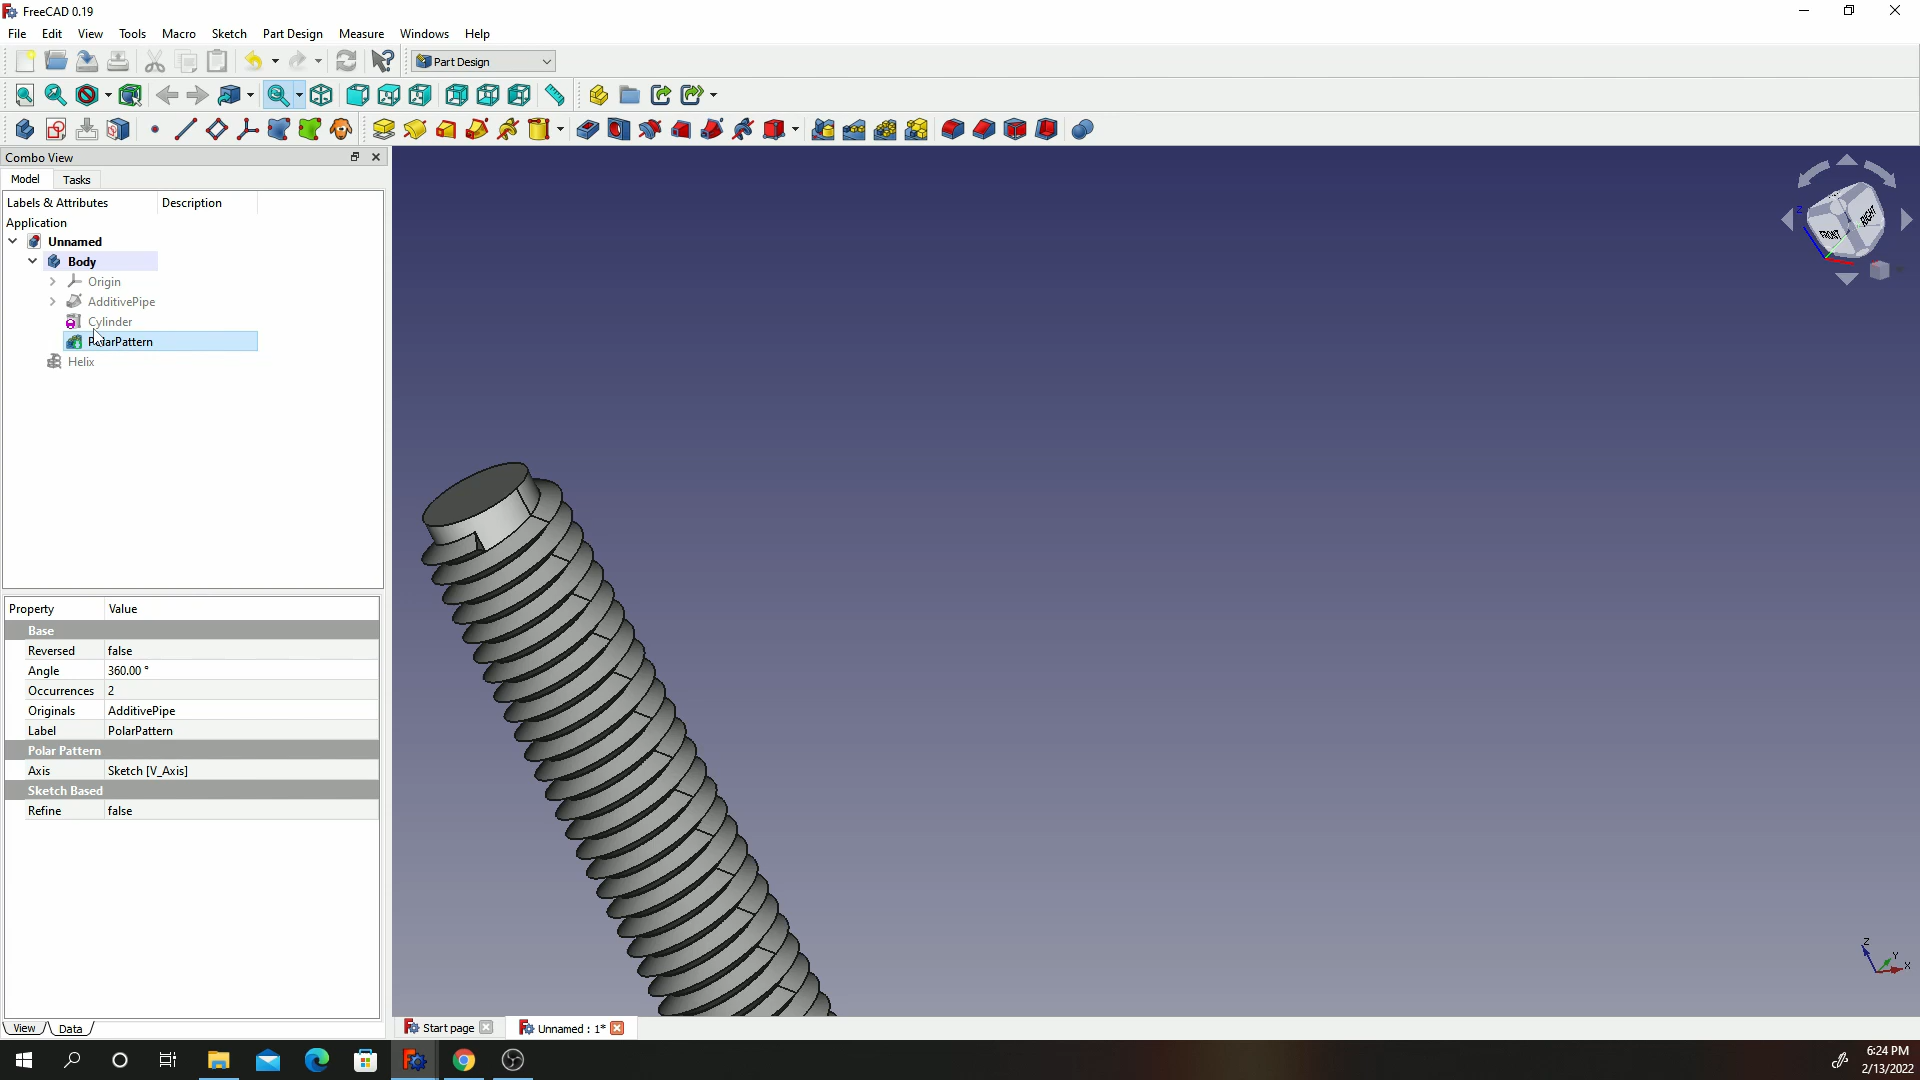 FreeCAD 0.19
File Edit View Tools Macro Sketch Part Design Measure Windows Help
Part Design
Combo View
Model Tasks
Labels & Attributes Description
Application
Unnamed
Body
Origin
AdditivePipe
Cylinder
PolarPattern
Helix
Property Value
Base
Reversed false
Angle 360.00 °
Occurrences 2
Originals AdditivePipe
Label PolarPattern
Polar Pattern
Axis Sketch [V_Axis]
Sketch Based
Refine false
View Data
FRONT RIGHT
Z
Z
Y
X
Start page Unnamed : 1*
6:24 PM
2/13/2022